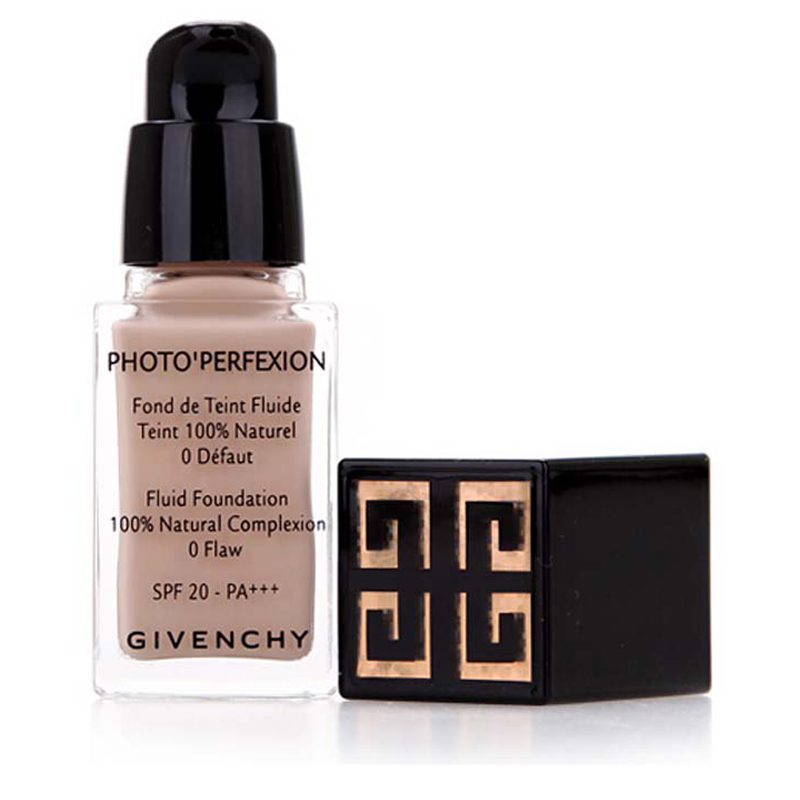 PHOTO'PERFEXION
Fond de Teint Fluide
Teint 100% Naturel
0 Défaut
Fluid Foundation
100% Natural Complexion
0 Flaw
SPF 20 - PA+++
GIVENCHY